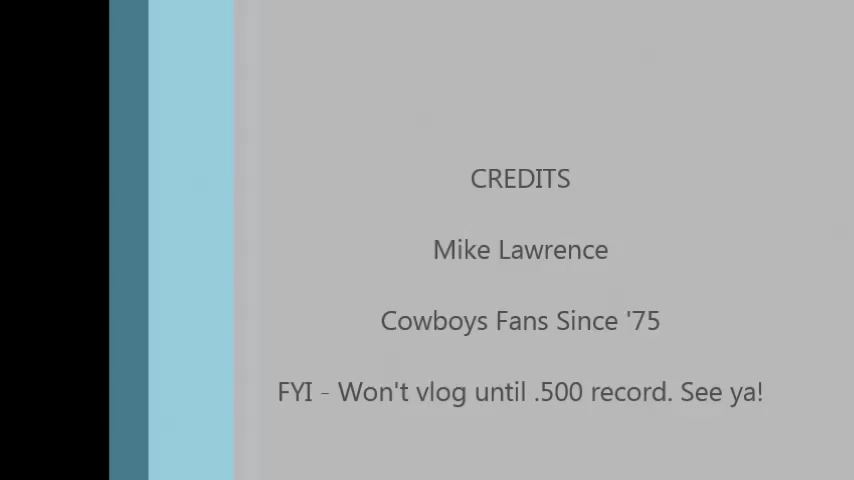 CREDITS
Mike Lawrence
Cowboys Fans Since '75
FYI - Won't vlog until .500 record. See ya!